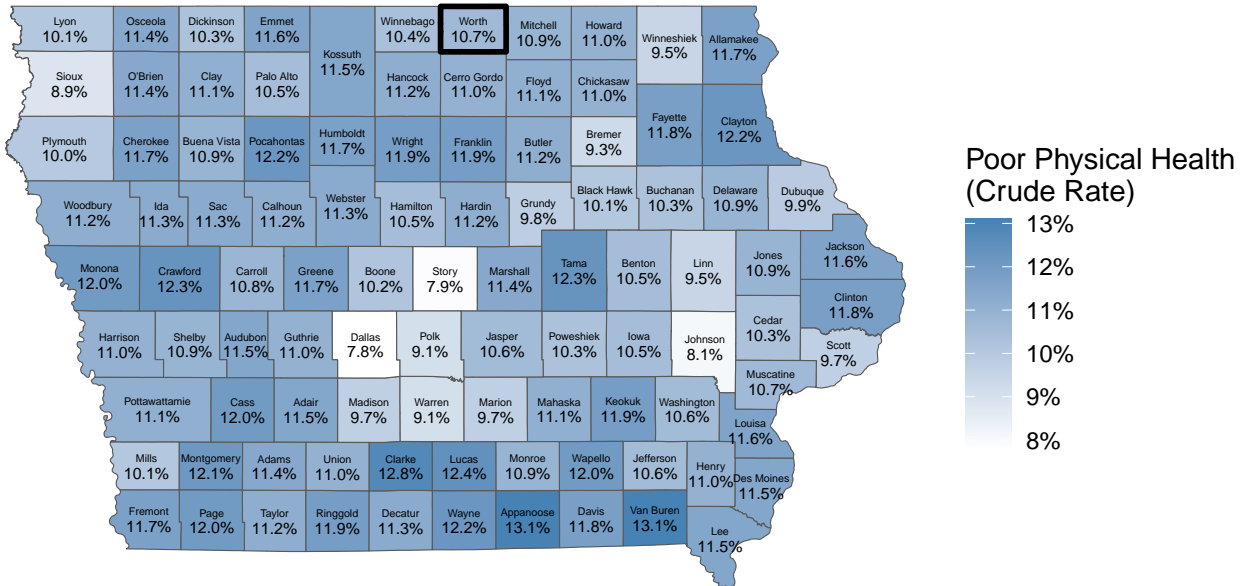 Lyon
10.1%
Osceola
11.4%
Dickinson
10.3%
Emmet
11.6%
Kossuth
11.5%
Winnebago
10.4%
Worth
10.7%
Mitchell
10.9%
Howard
11.0%
Winneshiek
9.5%
Allamakee
11.7%
Sioux
8.9%
O'Brien
11.4%
Clay
11.1%
Palo Alto
10.5%
Hancock
11.2%
Cerro Gordo
11.0%
Floyd
11.1%
Chickasaw
11.0%
Fayette
11.8%
Clayton
12.2%
Plymouth
10.0%
Cherokee
11.7%
Buena Vista
10.9%
Pocahontas
12.2%
Humboldt
11.7%
Wright
11.9%
Franklin
11.9%
Butler
11.2%
Bremer
9.3%
Woodbury
11.2%
Ida
11.3%
Sac
11.3%
Calhoun
11.2%
Webster
11.3%
Hamilton
10.5%
Hardin
11.2%
Grundy
9.8%
Black Hawk
10.1%
Buchanan
10.3%
Delaware
10.9%
Dubuque
9.9%
Monona
12.0%
Crawford
12.3%
Carroll
10.8%
Greene
11.7%
Boone
10.2%
Story
7.9%
Marshall
11.4%
Tama
12.3%
Benton
10.5%
Linn
9.5%
Jones
10.9%
Jackson
11.6%
Clinton
11.8%
Harrison
11.0%
Shelby
10.9%
Audubon
11.5%
Guthrie
11.0%
Dallas
7.8%
Polk
9.1%
Jasper
10.6%
Poweshiek
10.3%
Iowa
10.5%
Johnson
8.1%
Cedar
10.3%
Scott
9.7%
Muscatine
10.7%
Pottawattamie
11.1%
Cass
12.0%
Adair
11.5%
Madison
9.7%
Warren
9.1%
Marion
9.7%
Mahaska
11.1%
Keokuk
11.9%
Washington
10.6%
Louisa
11.6%
Mills
10.1%
Montgomery
12.1%
Adams
11.4%
Union
11.0%
Clarke
12.8%
Lucas
12.4%
Monroe
10.9%
Wapello
12.0%
Jefferson
10.6%
Henry
11.0%
Des Moines
11.5%
Fremont
11.7%
Page
12.0%
Taylor
11.2%
Ringgold
11.9%
Decatur
11.3%
Wayne
12.2%
Appanoose
13.1%
Davis
11.8%
Van Buren
13.1%
Lee
11.5%
Poor Physical Health
(Crude Rate)
13%
12%
11%
10%
9%
8%